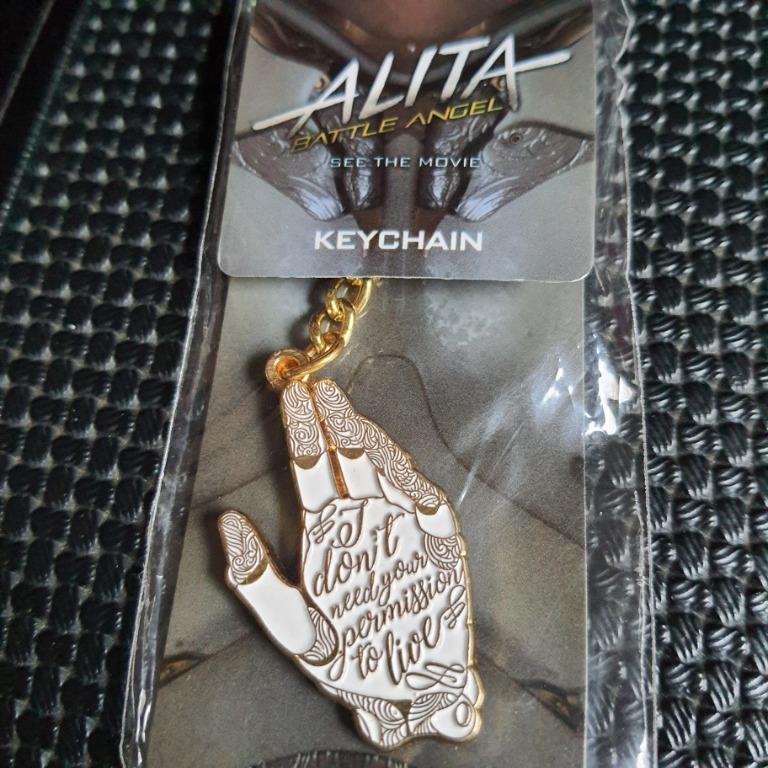 ALITA
BATTLE ANGEL
SEE THE MOVIE
KEYCHAIN
I
don't
need your
permission
to live